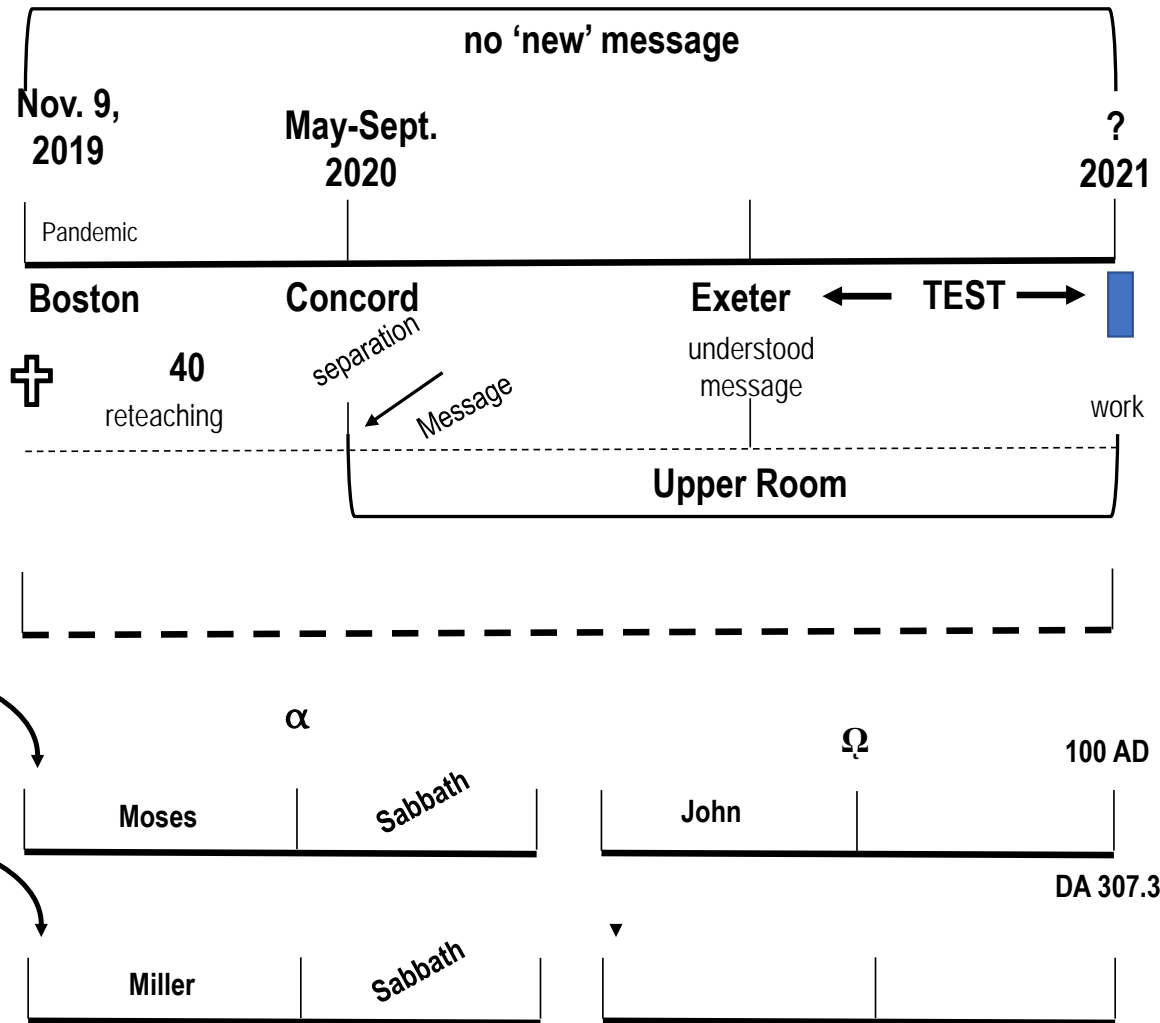 no ‘new’ message
Nov. 9,
2019
May-Sept.
2020
?
2021
Pandemic
Boston
Concord
Exeter
TEST
separation
Message
understood
message
40
reteaching
work
Upper Room
α
Ω
100 AD
Moses
Sabbath
John
DA 307.3
Miller
Sabbath